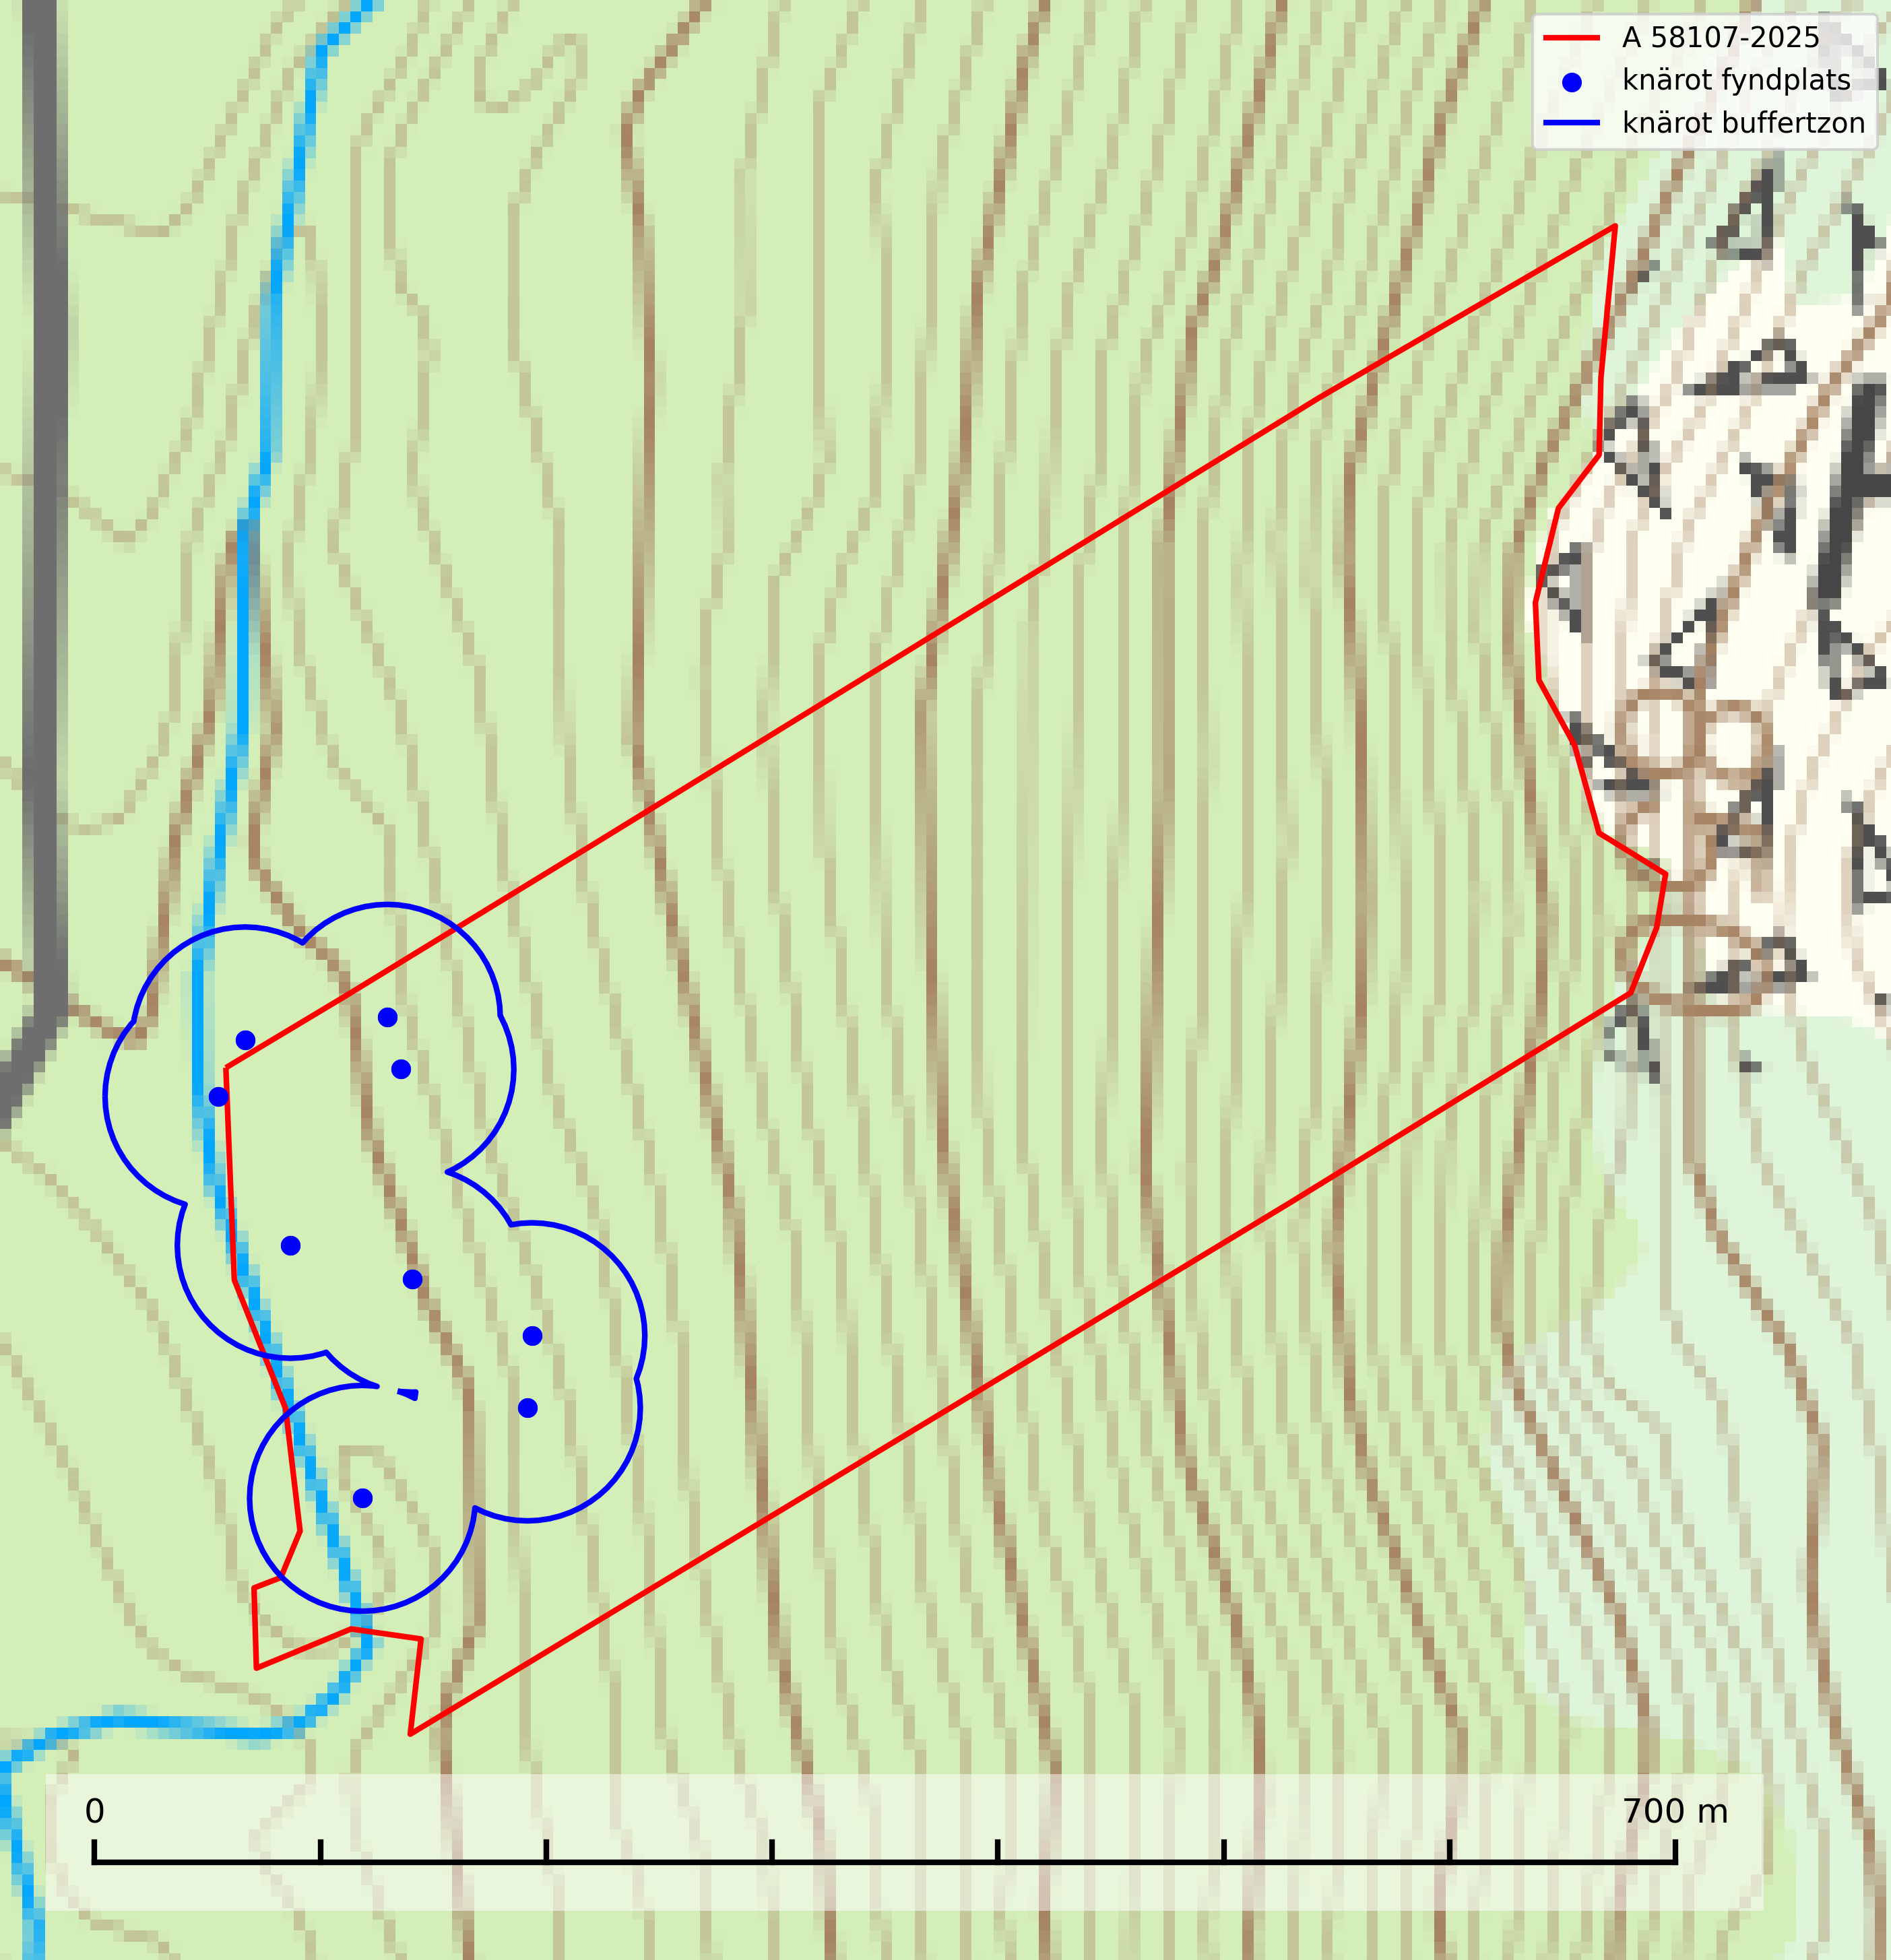 A 58107-2025
knärot fyndplats
knärot buffertzon
0 700 m